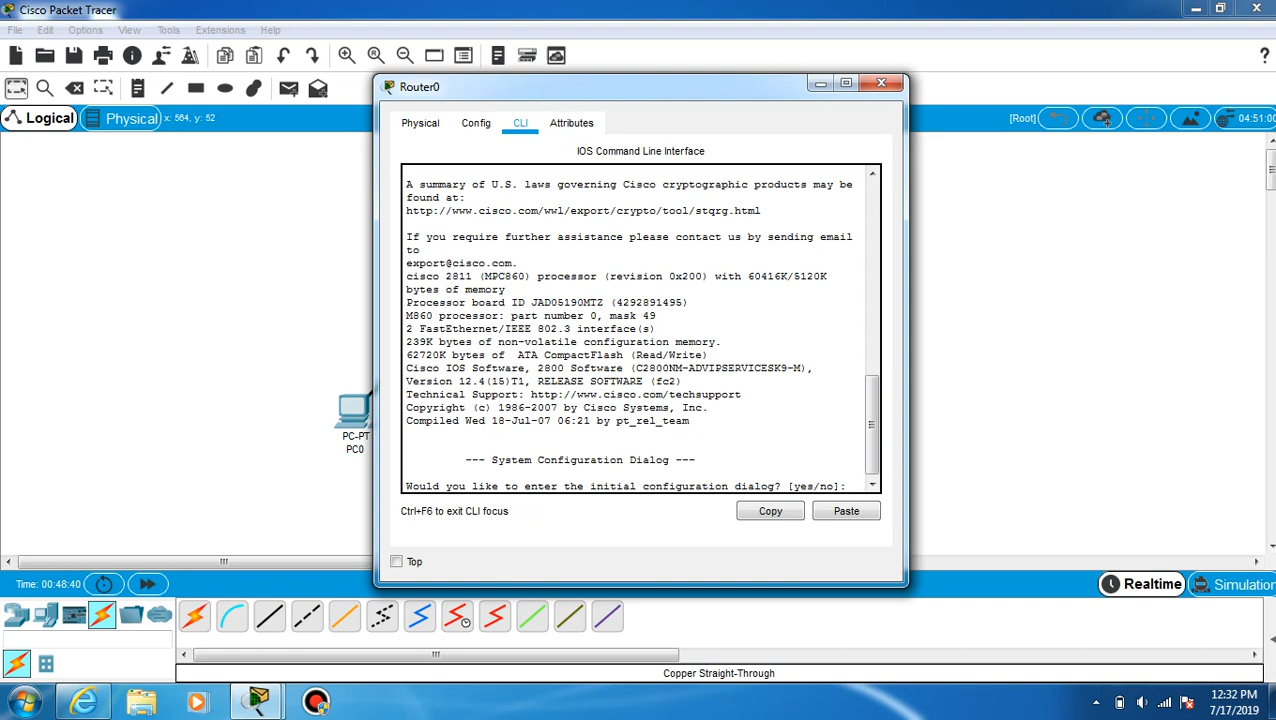 Cisco Packet Tracer
File Edit Options View Tools Extensions Help
Router0
Logical Physical x: 564, y: 52 [Root] 04:51:00
Physical Config CLI Attributes
IOS Command Line Interface
A summary of U.S. laws governing Cisco cryptographic products may be
found at:
http://www.cisco.com/wwl/export/crypto/tool/stqrg.html
If you require further assistance please contact us by sending email
to
export@cisco.com.
cisco 2811 (MPC860) processor (revision 0x200) with 60416K/5120K
bytes of memory
Processor board ID JAD05190MTZ (4292891495)
M860 processor: part number 0, mask 49
2 FastEthernet/IEEE 802.3 interface(s)
239K bytes of non-volatile configuration memory.
62720K bytes of ATA CompactFlash (Read/Write)
Cisco IOS Software, 2800 Software (C2800NM-ADVIPSERVICESK9-M),
Version 12.4(15)T1, RELEASE SOFTWARE (fc2)
Technical Support: http://www.cisco.com/techsupport
Copyright (c) 1986-2007 by Cisco Systems, Inc.
Compiled Wed 18-Jul-07 06:21 by pt_rel_team
--- System Configuration Dialog ---
Would you like to enter the initial configuration dialog? [yes/no]:
PC-PT
PC0
Ctrl+F6 to exit CLI focus
Copy Paste
Top
Time: 00:48:40 Realtime Simulation
Copper Straight-Through
12:32 PM
7/17/2019